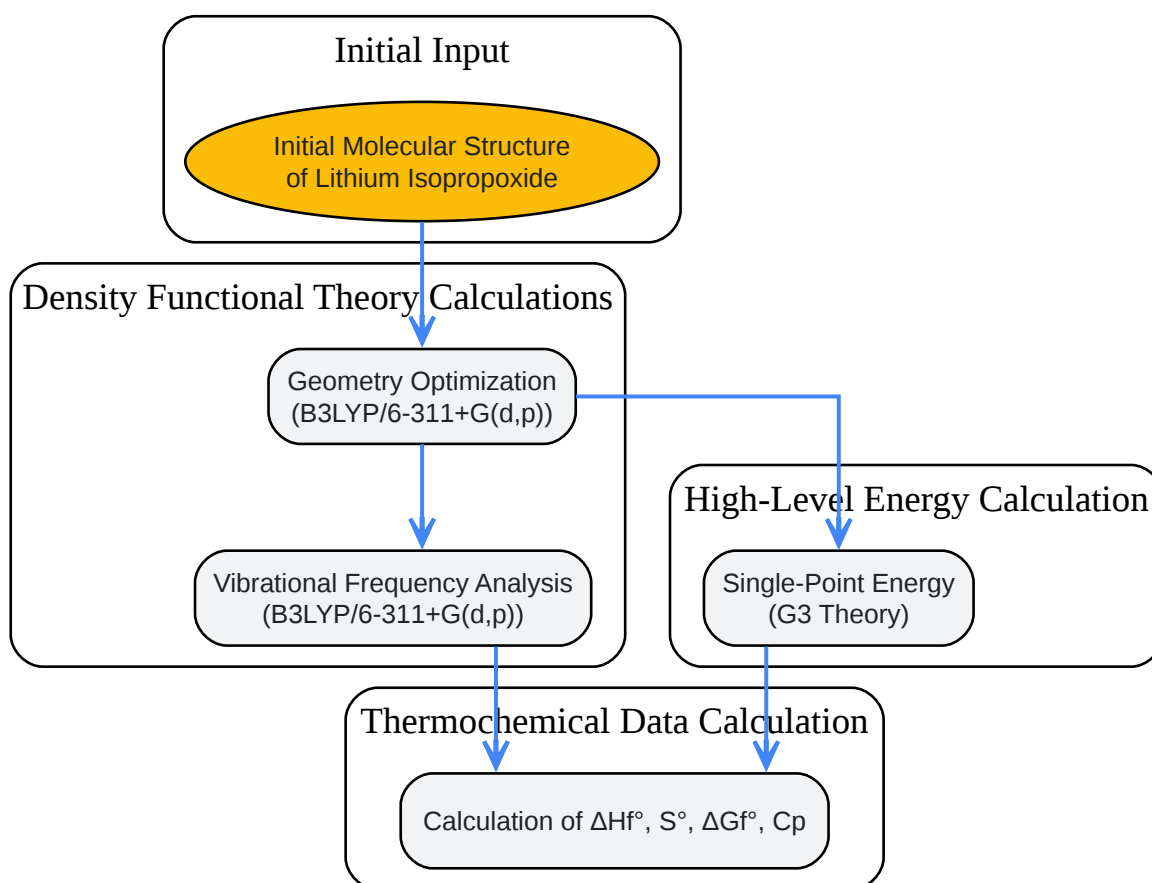 Initial Input
Initial Molecular Structure
of Lithium Isopropoxide
Density Functional Theory Calculations
Geometry Optimization
(B3LYP/6-311+G(d,p))
High-Level Energy Calculation
Vibrational Frequency Analysis
(B3LYP/6-311+G(d,p))
Single-Point Energy
(G3 Theory)
Thermochemical Data Calculation
Calculation of ΔHf°, S°, ΔGf°, Cp